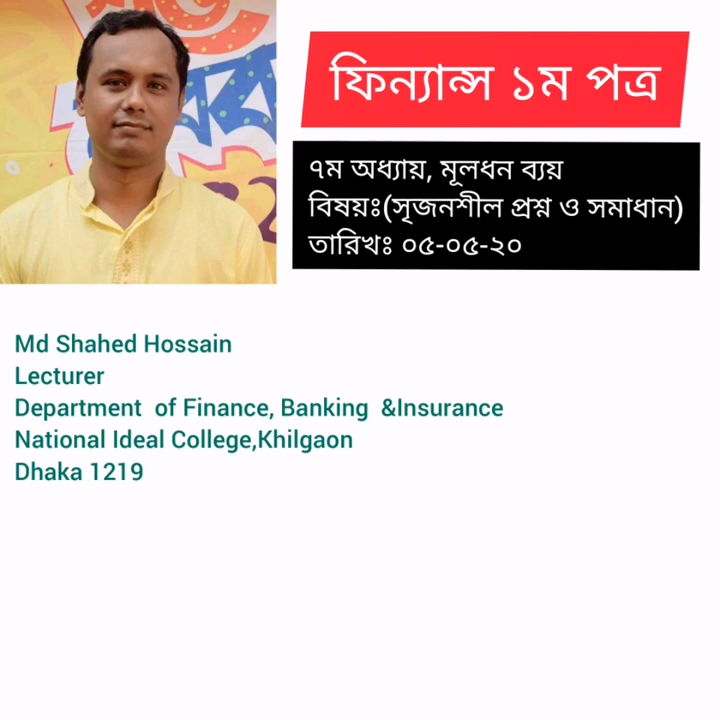 ফিন্যান্স ১ম পত্র
৭ম অধ্যায়, মূলধন ব্যয়
বিষয়ঃ(সৃজনশীল প্রশ্ন ও সমাধান)
তারিখঃ ০৫-০৫-২০
Md Shahed Hossain
Lecturer
Department of Finance, Banking &Insurance
National Ideal College,Khilgaon
Dhaka 1219